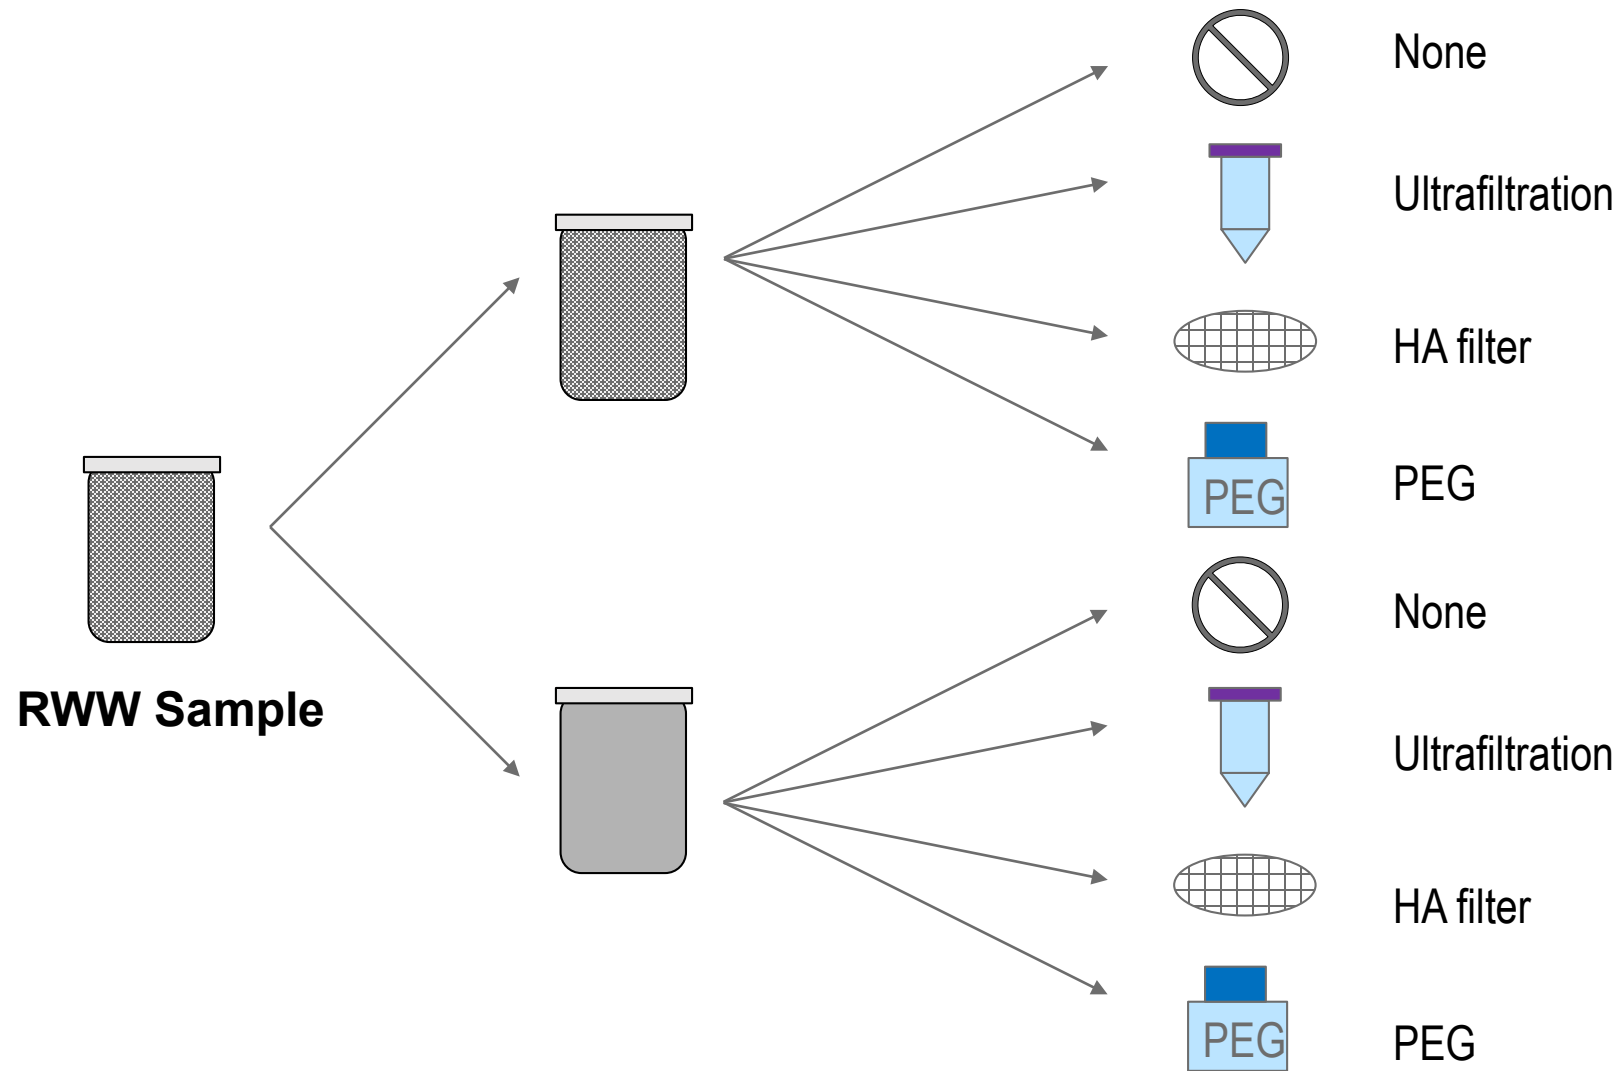 None
Ultrafiltration
HA filter
PEG
PEG
None
RWW Sample
Ultrafiltration
HA filter
PEG
PEG